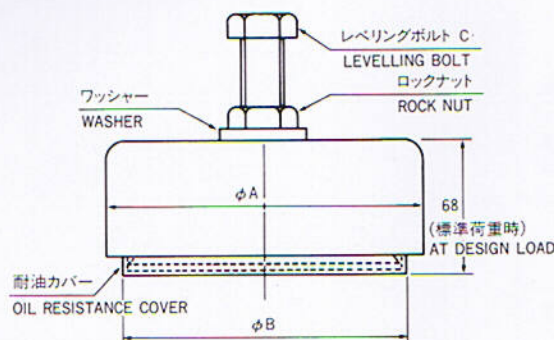 レベリングボルト C
LEVELLING BOLT
ロックナット
ROCK NUT
ワッシャー
WASHER
φA
68
(標準荷重時)
AT DESIGN LOAD
耐油カバー
OIL RESISTANCE COVER
φB